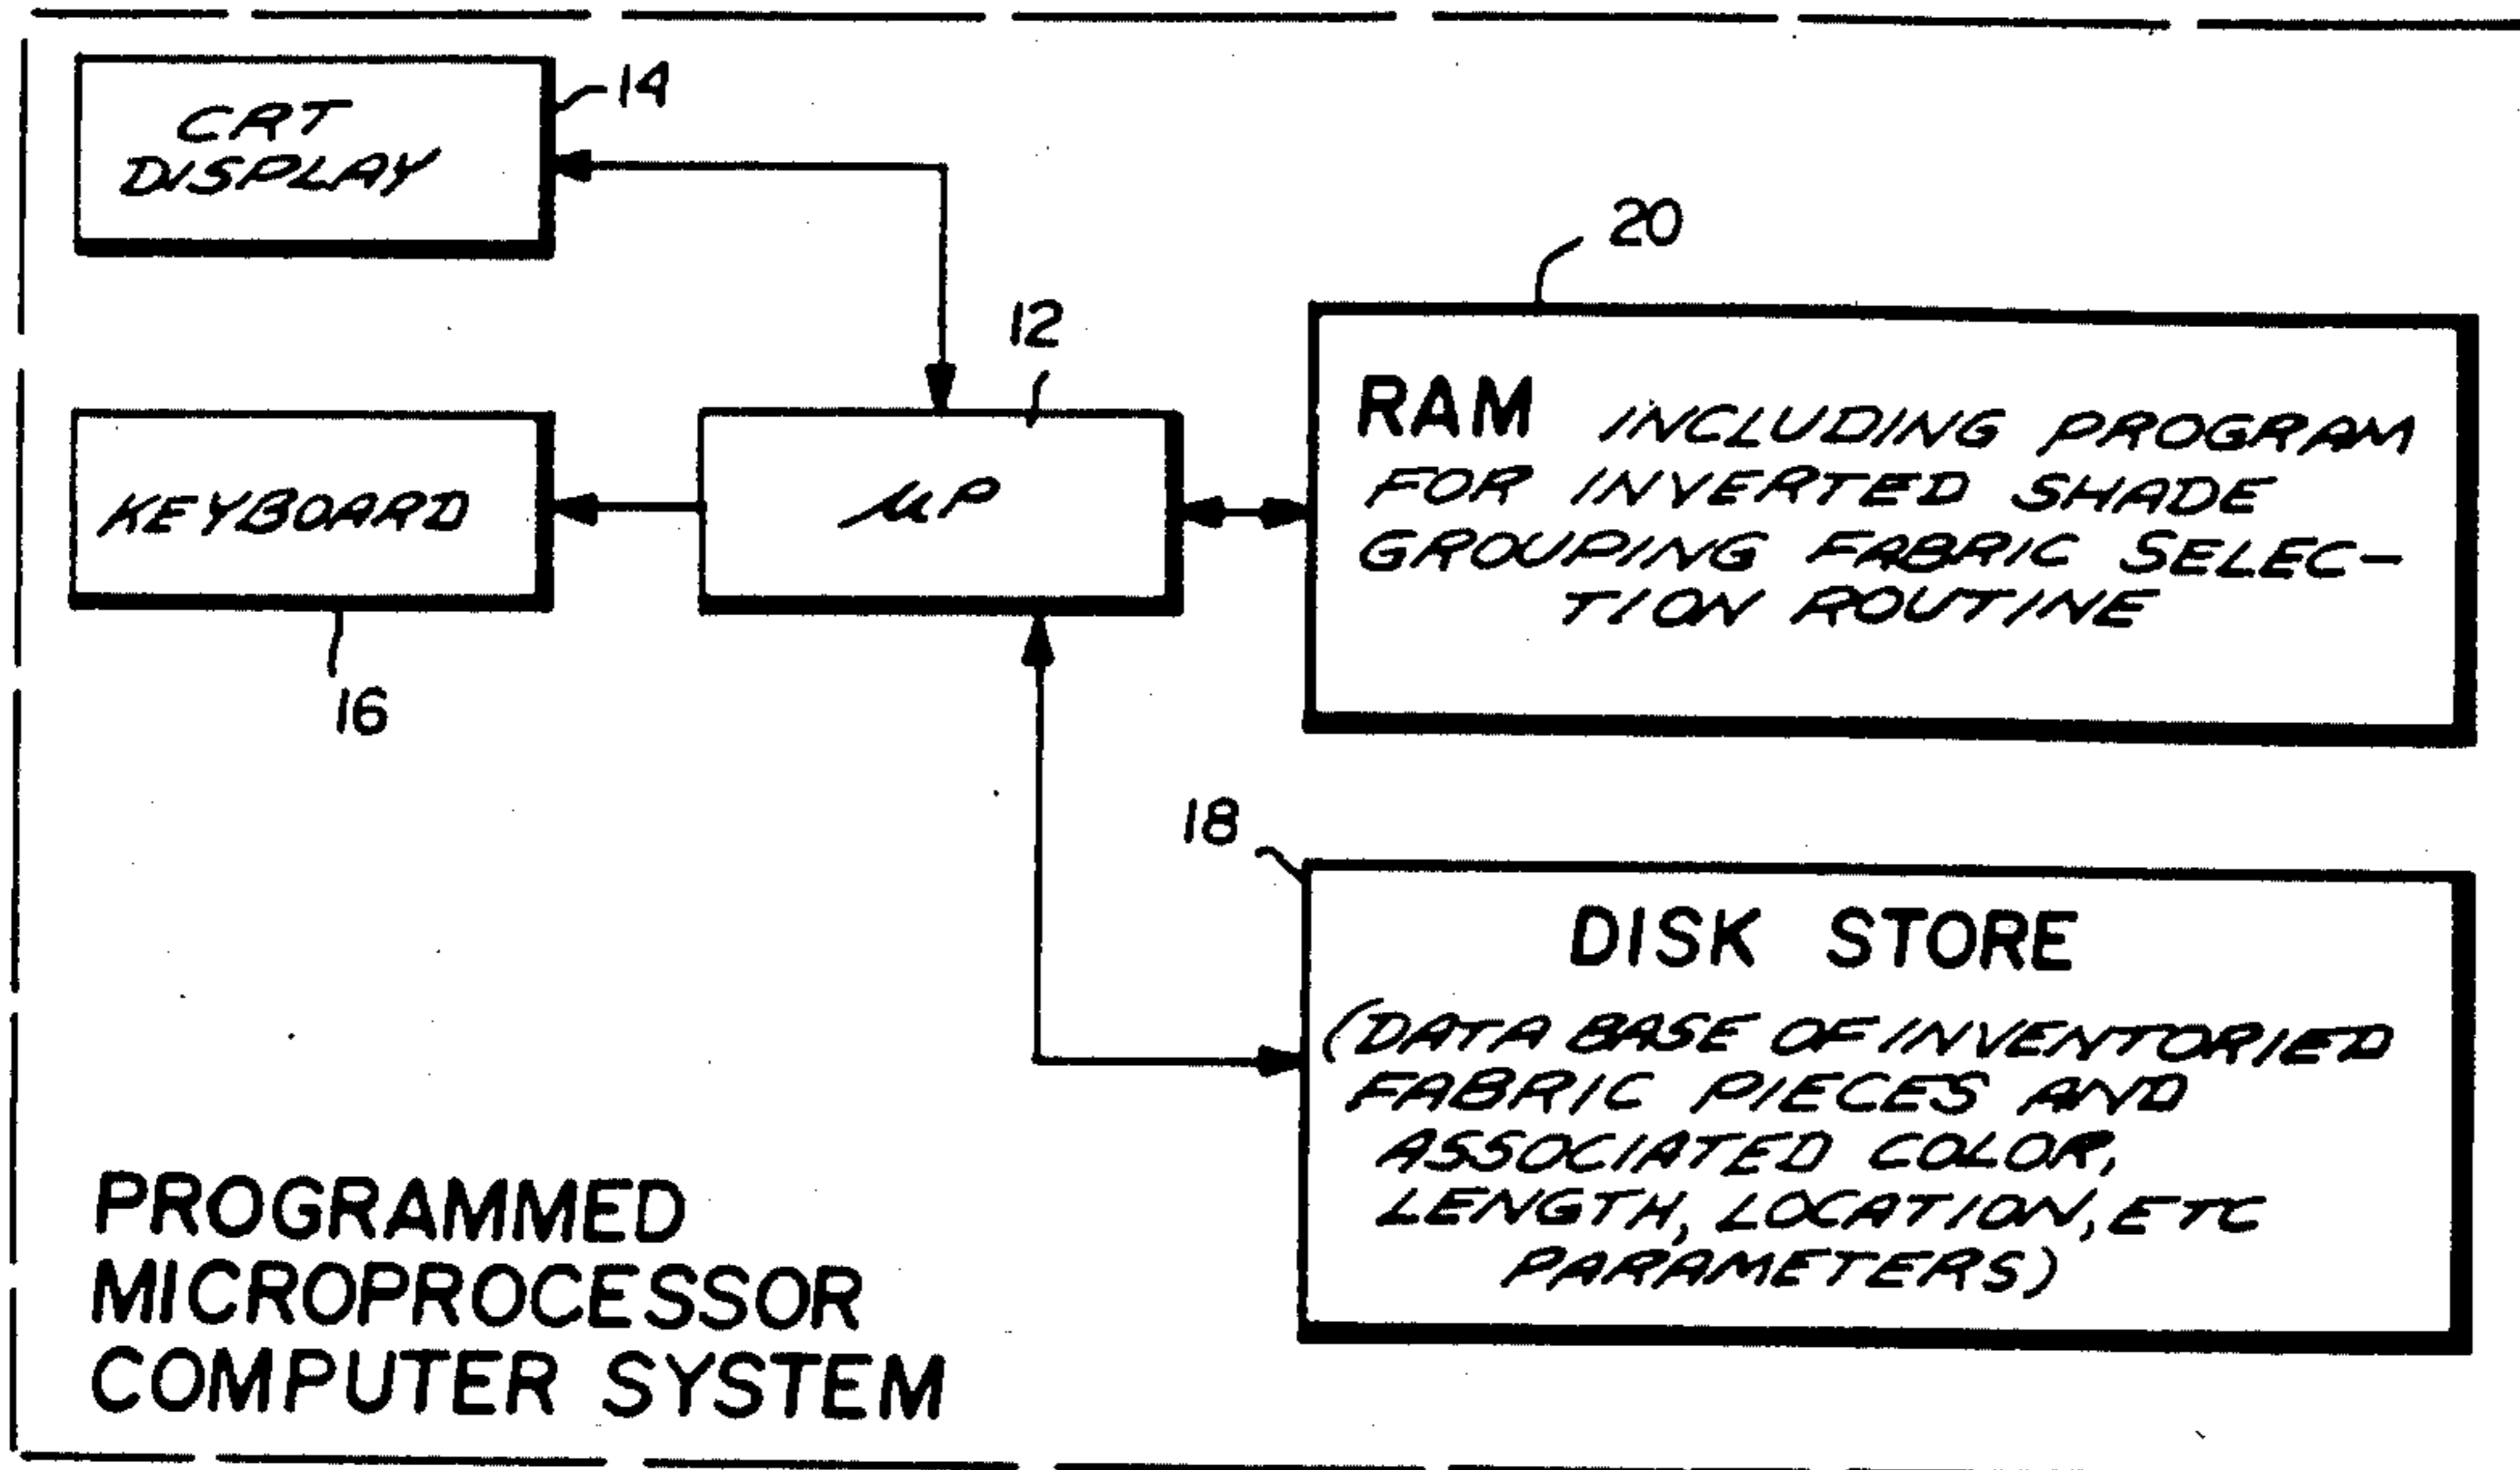 14
CRT
DISPLAY
20
12
RAM INCLUDING PROGRAM
FOR INVERTED SHADE
GROUPING FABRIC SELEC-
TION ROUTINE
KEYBOARD
μP
16
18
DISK STORE
(DATA BASE OF INVENTORIED
FABRIC PIECES AND
ASSOCIATED COLOR,
LENGTH, LOCATION, ETC
PARAMETERS)
PROGRAMMED
MICROPROCESSOR
COMPUTER SYSTEM